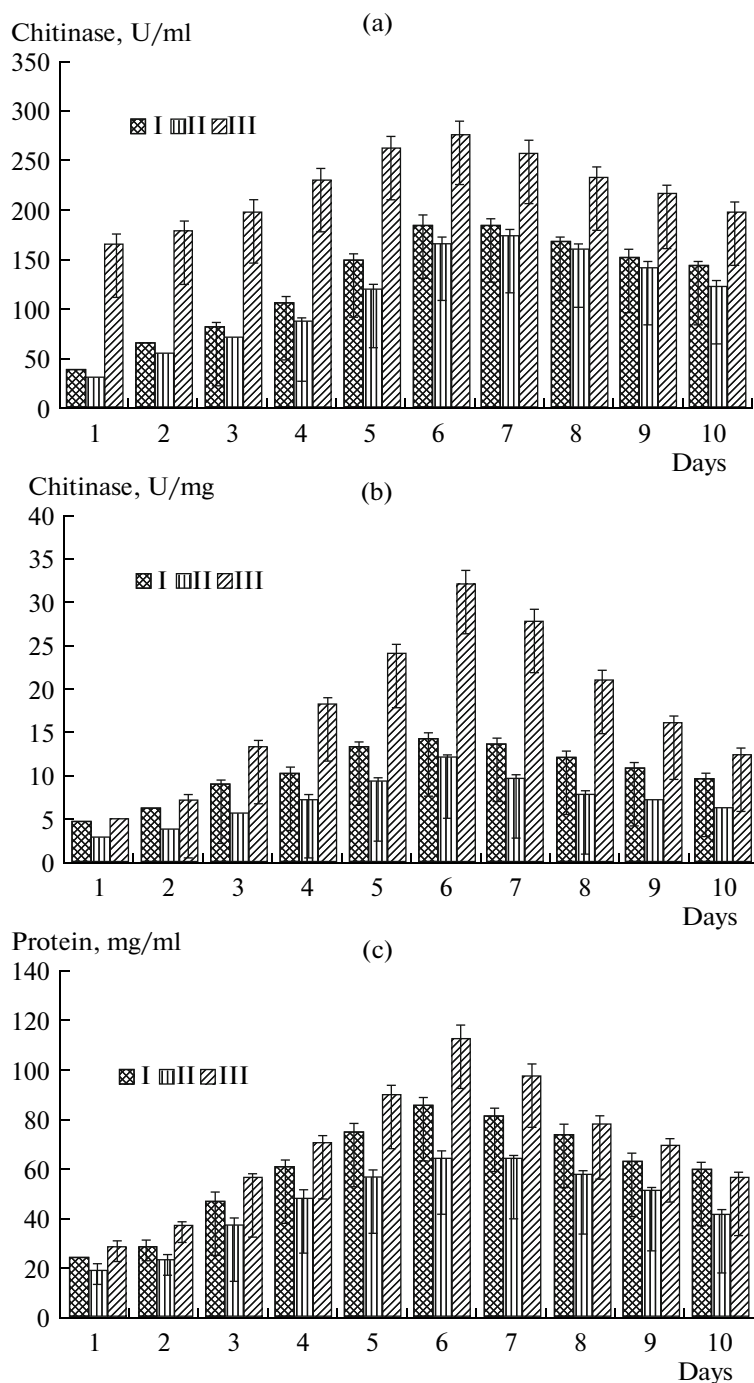 Chitinase, U/ml
(a)
350
300
250
200
150
100
50
0
I II III
1 2 3 4 5 6 7 8 9 10
Days
Chitinase, U/mg
(b)
40
35
30
25
20
15
10
5
0
I II III
1 2 3 4 5 6 7 8 9 10
Days
Protein, mg/ml
(c)
140
120
100
80
60
40
20
0
I II III
1 2 3 4 5 6 7 8 9 10
Days